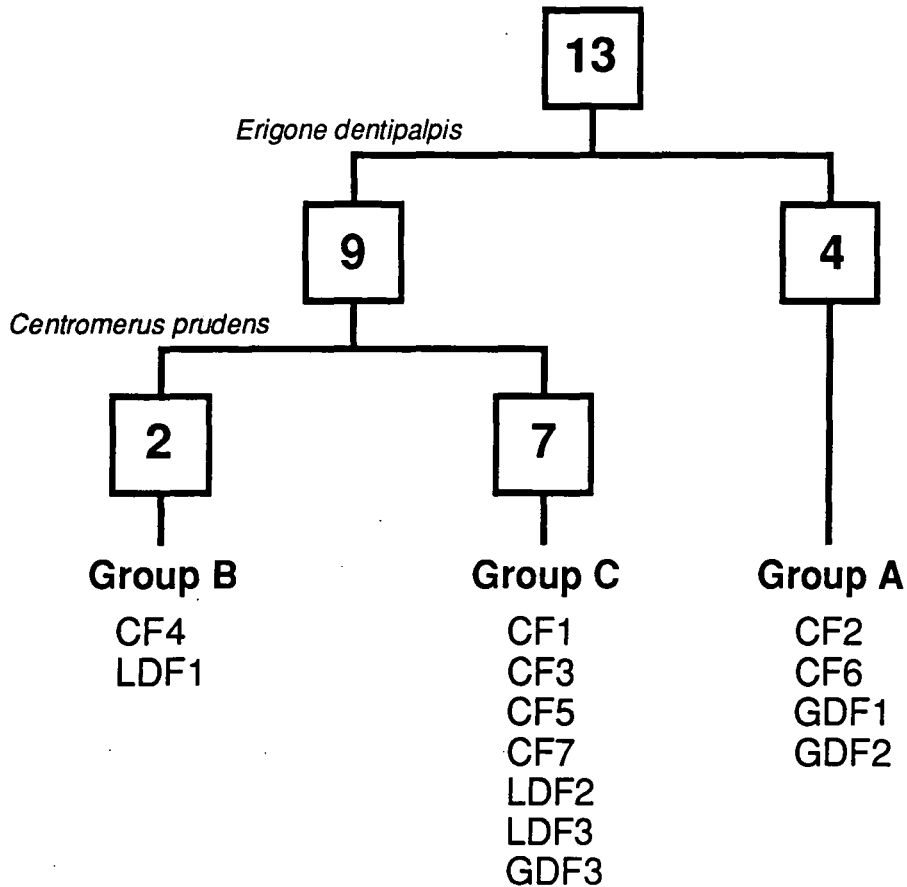 13
Erigone dentipalpis
9
4
Centromerus prudens
2
7
Group B
CF4
LDF1
Group C
CF1
CF3
CF5
CF7
LDF2
LDF3
GDF3
Group A
CF2
CF6
GDF1
GDF2